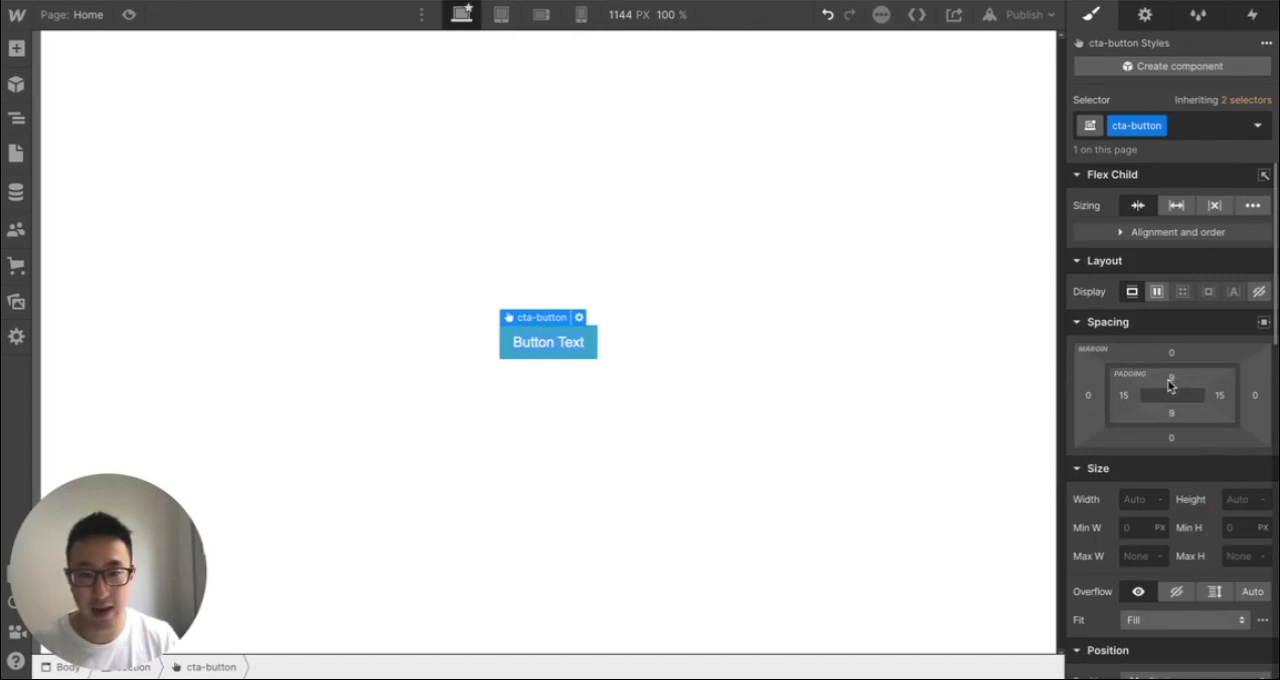 Page: Home
1144 PX 100 %
Publish
cta-button
Button Text
Body
cta-button
cta-button Styles
Create component
Selector Inheriting 2 selectors
cta-button
1 on this page
Flex Child
Sizing
Alignment and order
Layout
Display
Spacing
MARGIN 0
PADDING 9
0 15 15 0
9
0
Size
Width Auto - Height Auto -
Min W 0 PX Min H 0 PX
Max W None - Max H None -
Overflow Auto
Fit Fill
Position